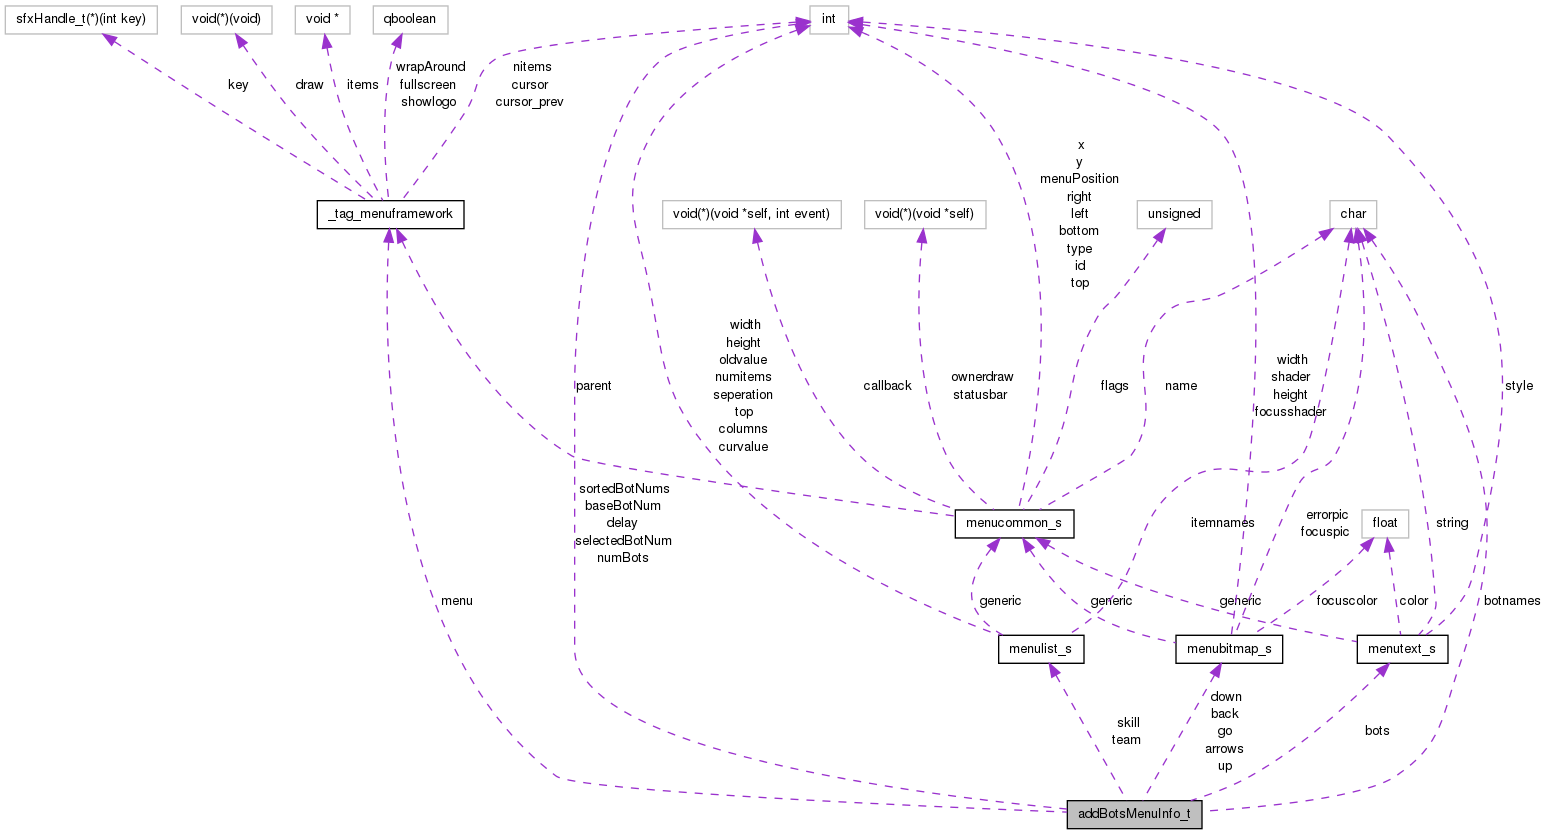 sfxHandle_t(*)(int key)
void(*)(void)
void *
qboolean
int
key
draw
items
wrapAround
fullscreen
showlogo
nitems
cursor
cursor_prev
_tag_menuframework
void(*)(void *self, int event)
void(*)(void *self)
x
y
menuPosition
right
left
bottom
type
id
top
unsigned
char
parent
width
height
oldvalue
numitems
seperation
top
columns
curvalue
callback
ownerdraw
statusbar
flags
name
width
shader
height
focusshader
style
sortedBotNums
baseBotNum
delay
selectedBotNum
numBots
menucommon_s
itemnames
errorpic
focuspic
float
string
menu
generic
generic
generic
focuscolor
color
botnames
menulist_s
menubitmap_s
menutext_s
skill
team
down
back
go
arrows
up
bots
addBotsMenuInfo_t